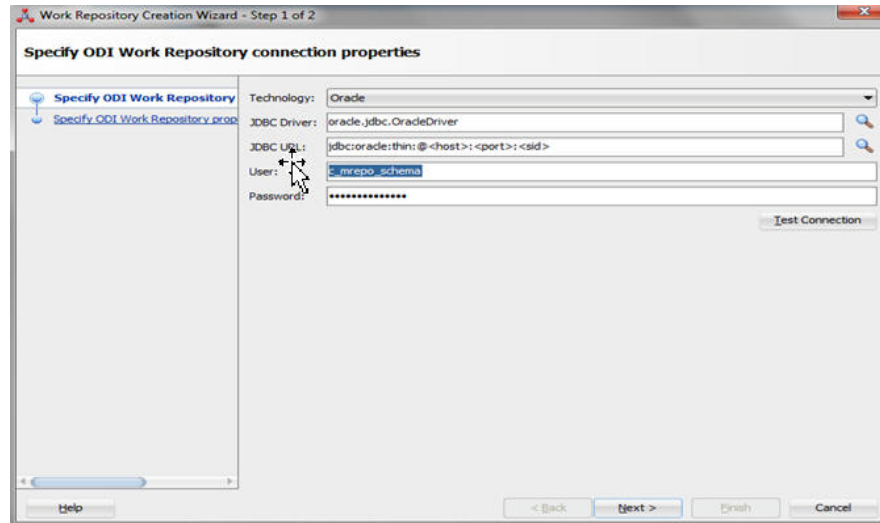 Work Repository Creation Wizard - Step 1 of 2
Specify ODI Work Repository connection properties
Specify ODI Work Repository
Specify ODI Work Repository prop
Technology: Oracle
JDBC Driver: oracle.jdbc.OracleDriver
JDBC URL: jdbc:oracle:thin:@<host>:<port>:<sid>
User: c_mrepo_schema
Password: ••••••••••••••
Test Connection
Help < Back Next > Finish Cancel